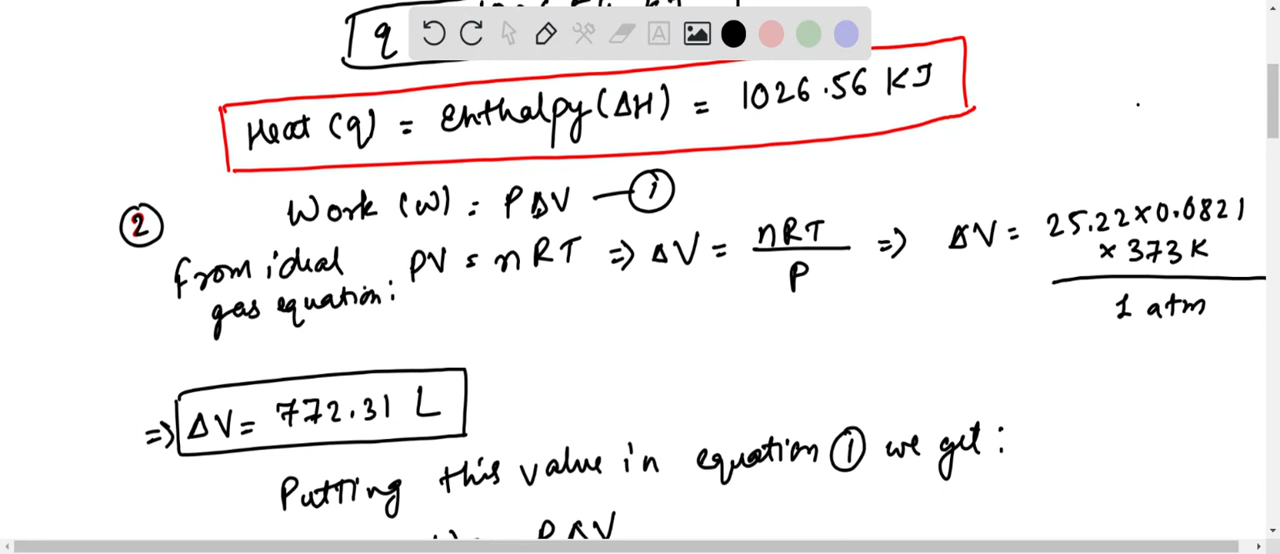 q
A
Heat (q) = Enthalpy (ΔH) = 1026.56 KJ
② Work (W) = PΔV — ①
From ideal gas equation: PV = nRT ⇒ ΔV = nRT / P ⇒ ΔV = 25.22 × 0.0821 × 373 K / 1 atm
⇒ ΔV = 772.31 L
Putting this value in equation ① we get:
PΔV